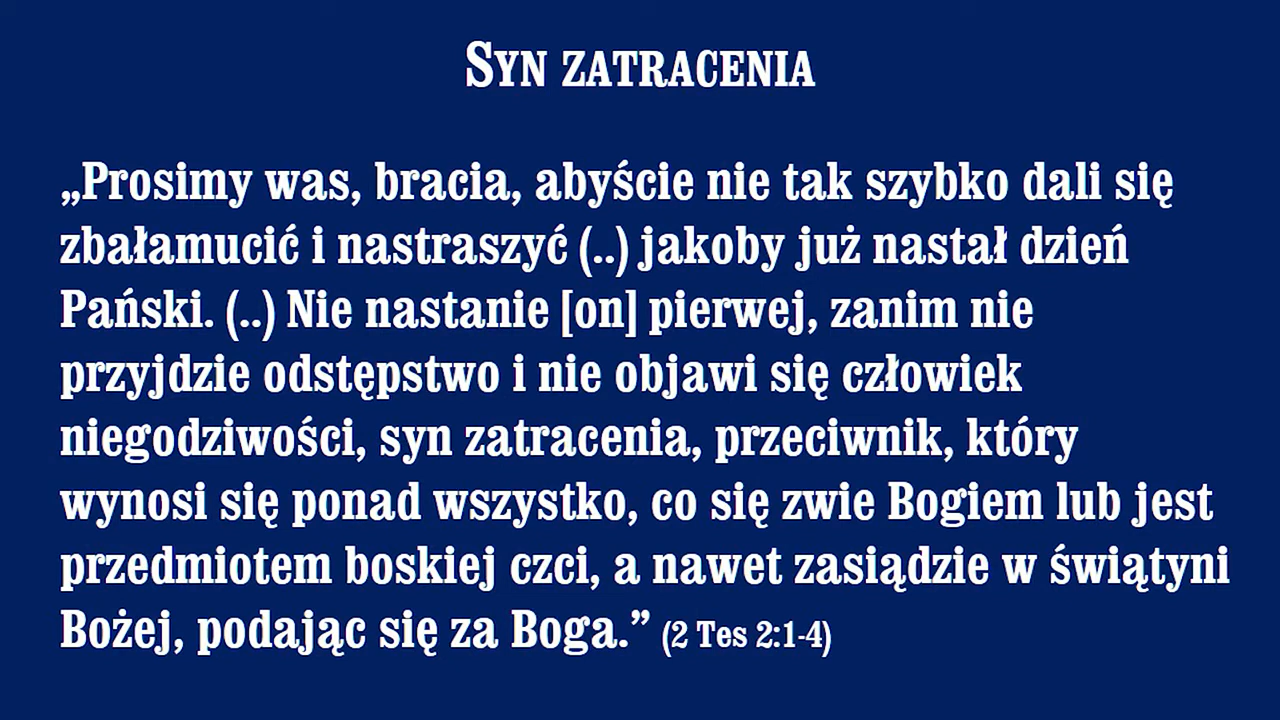 Syn zatracenia
„Prosimy was, bracia, abyście nie tak szybko dali się
zbałamucić i nastraszyć (..) jakoby już nastał dzień
Pański. (..) Nie nastanie [on] pierwej, zanim nie
przyjdzie odstępstwo i nie objawi się człowiek
niegodziwości, syn zatracenia, przeciwnik, który
wynosi się ponad wszystko, co się zwie Bogiem lub jest
przedmiotem boskiej czci, a nawet zasiądzie w świątyni
Bożej, podając się za Boga.” (2 Tes 2:1-4)